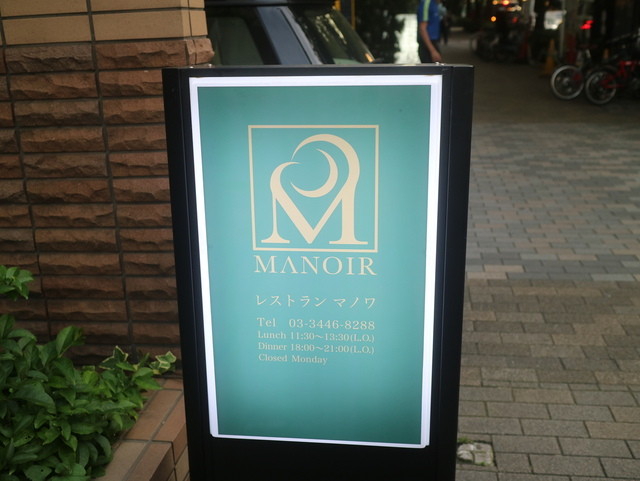 MANOIR
レストラン マノワ
Tel 03-3446-8288
Lunch 11:30～13:30(L.O.)
Dinner 18:00～21:00(L.O.)
Closed Monday